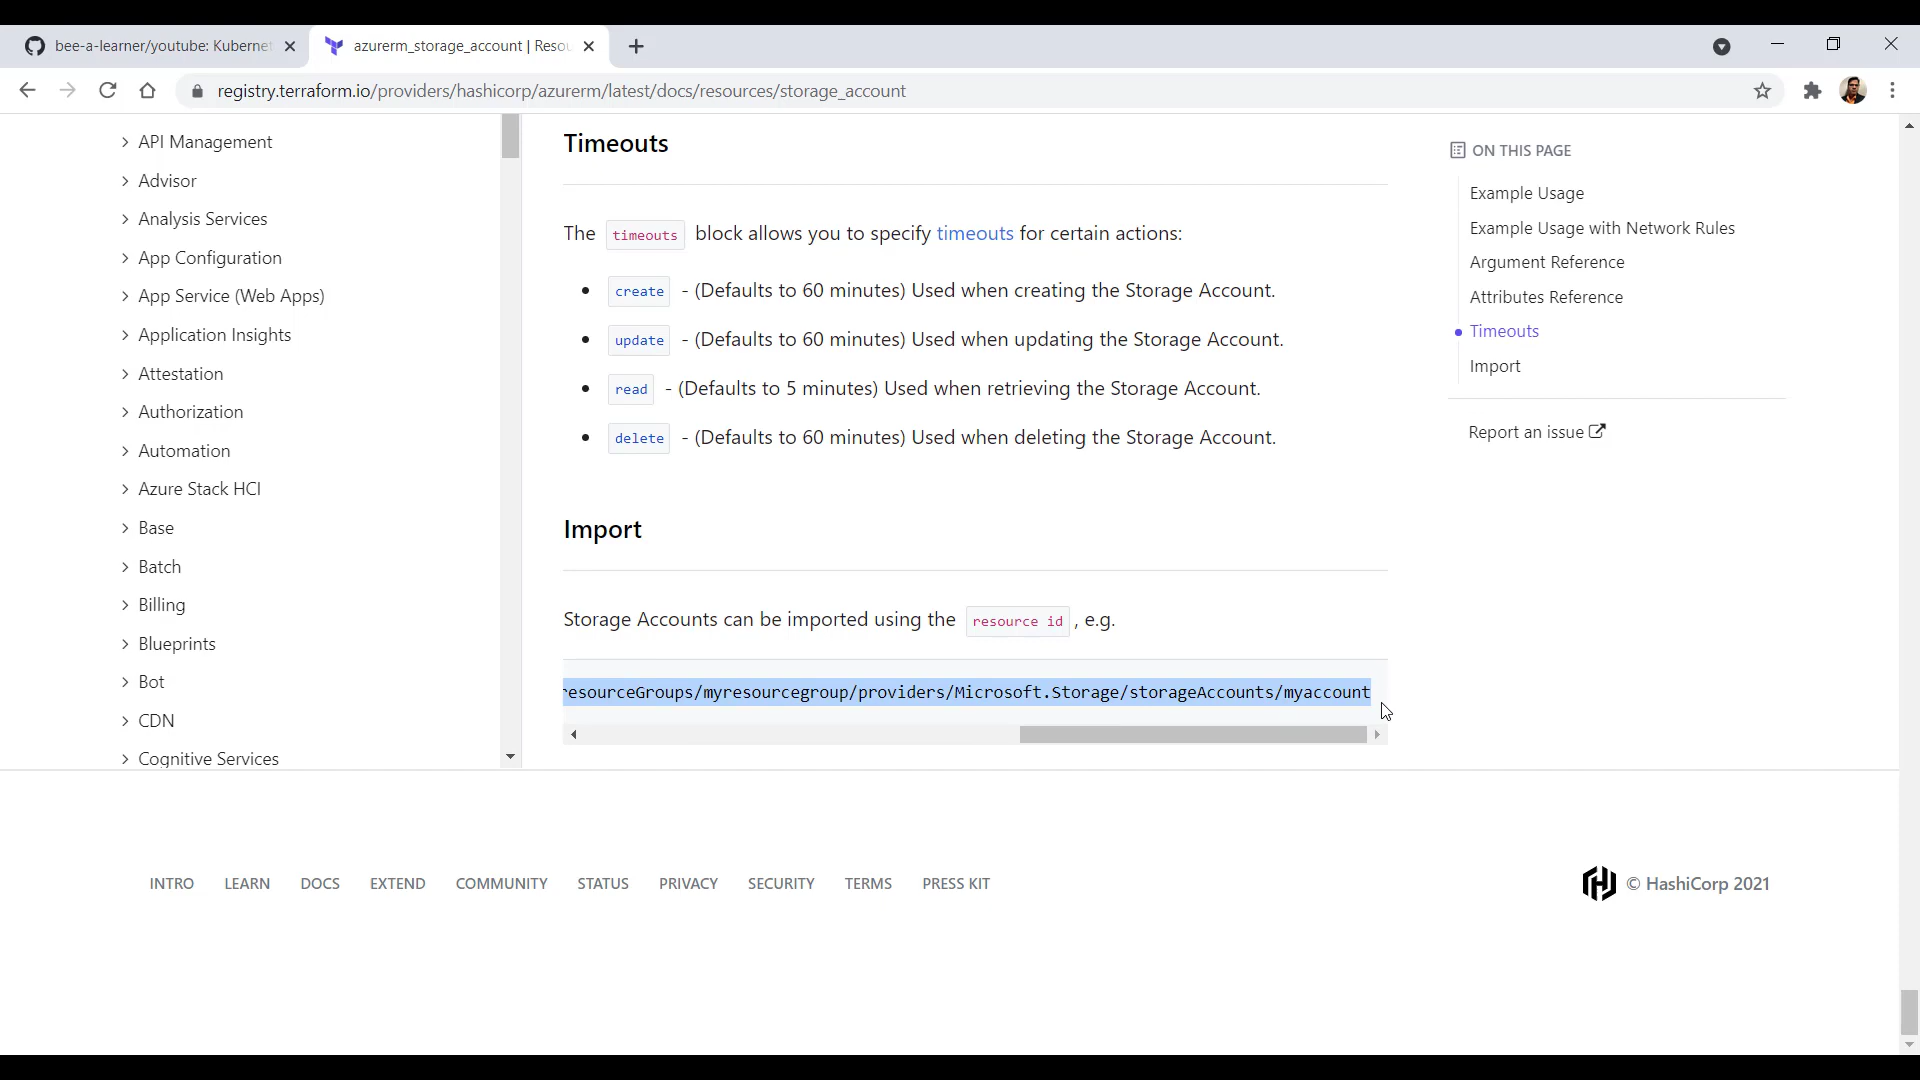 bee-a-learner/youtube: Kubernet
azurerm_storage_account | Resou
registry.terraform.io/providers/hashicorp/azurerm/latest/docs/resources/storage_account
API Management
Advisor
Analysis Services
App Configuration
App Service (Web Apps)
Application Insights
Attestation
Authorization
Automation
Azure Stack HCI
Base
Batch
Billing
Blueprints
Bot
CDN
Cognitive Services
Timeouts
The timeouts block allows you to specify timeouts for certain actions:
create - (Defaults to 60 minutes) Used when creating the Storage Account.
update - (Defaults to 60 minutes) Used when updating the Storage Account.
read - (Defaults to 5 minutes) Used when retrieving the Storage Account.
delete - (Defaults to 60 minutes) Used when deleting the Storage Account.
Import
Storage Accounts can be imported using the resource id , e.g.
resourceGroups/myresourcegroup/providers/Microsoft.Storage/storageAccounts/myaccount
ON THIS PAGE
Example Usage
Example Usage with Network Rules
Argument Reference
Attributes Reference
Timeouts
Import
Report an issue
INTRO LEARN DOCS EXTEND COMMUNITY STATUS PRIVACY SECURITY TERMS PRESS KIT
© HashiCorp 2021